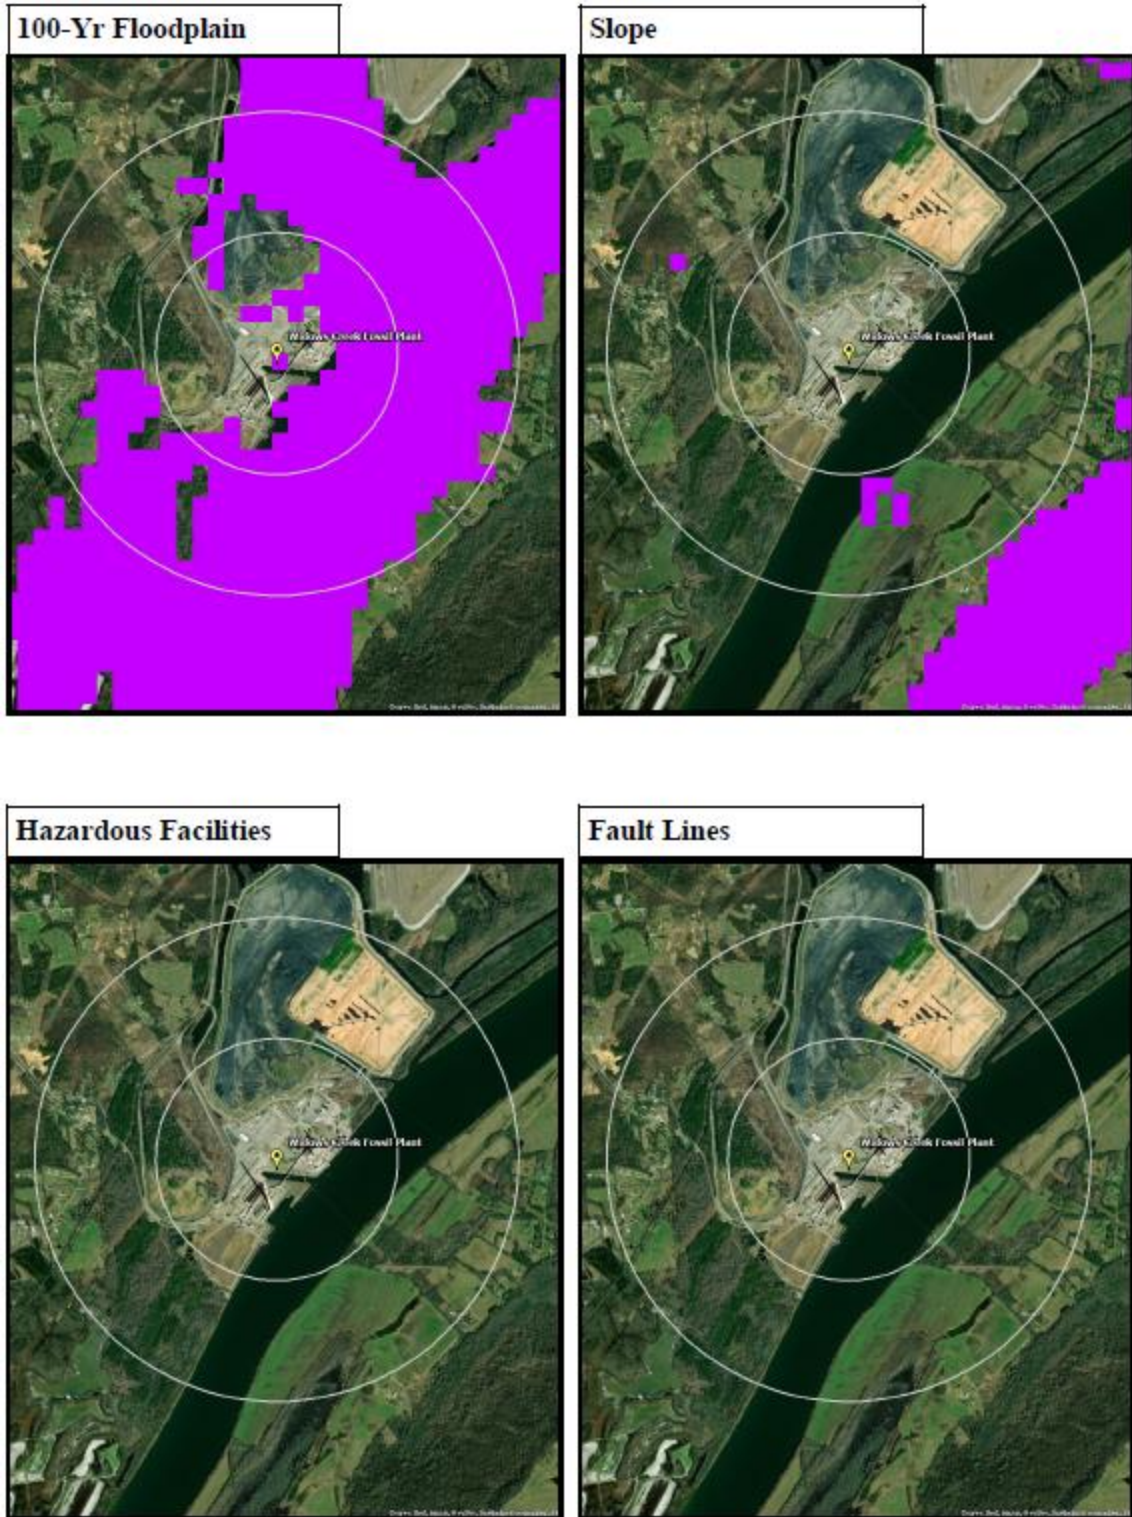 100-Yr Floodplain
Slope
Widows Creek Fossil Plant
Widows Creek Fossil Plant
Hazardous Facilities
Fault Lines
Widows Creek Fossil Plant
Widows Creek Fossil Plant